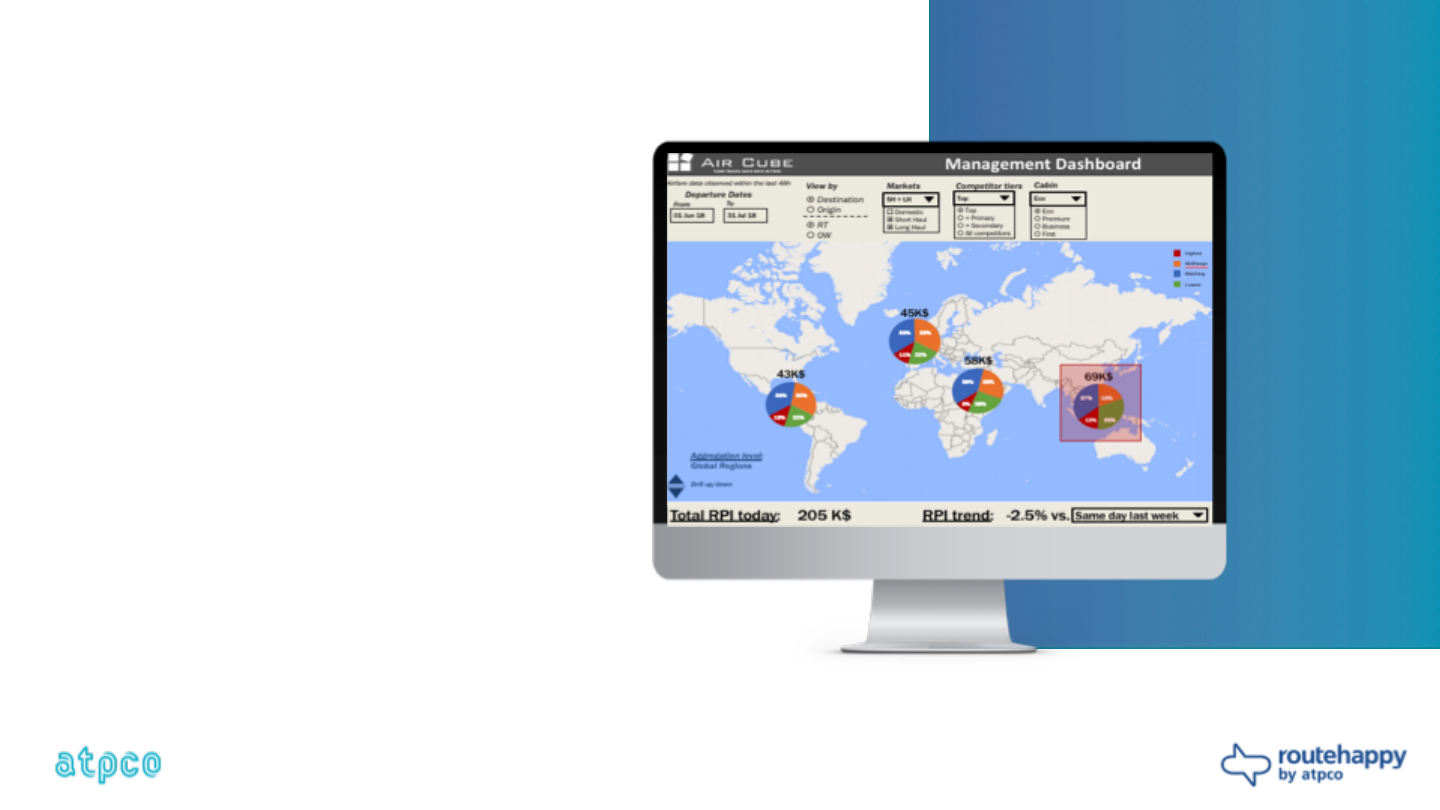 AIR CUBE
Management Dashboard
Airfare data observed within the last 48h
Departure Dates
From To
01 Jun 18 31 Jul 18
View by
Destination
Origin
RT
OW
Markets
SH + LH
Domestic
Short Haul
Long Haul
Competitor tiers
Top
Top
+ Primary
+ Secondary
All competitors
Cabin
Eco
Eco
Premium
Business
First
Highest
Midrange
Matching
Lowest
45K$
58K$
43K$
69K$
Aggregation level:
Global Regions
Drill up/down
Total RPI today: 205 K$
RPI trend: -2.5% vs. Same day last week
atpco
routehappy
by atpco